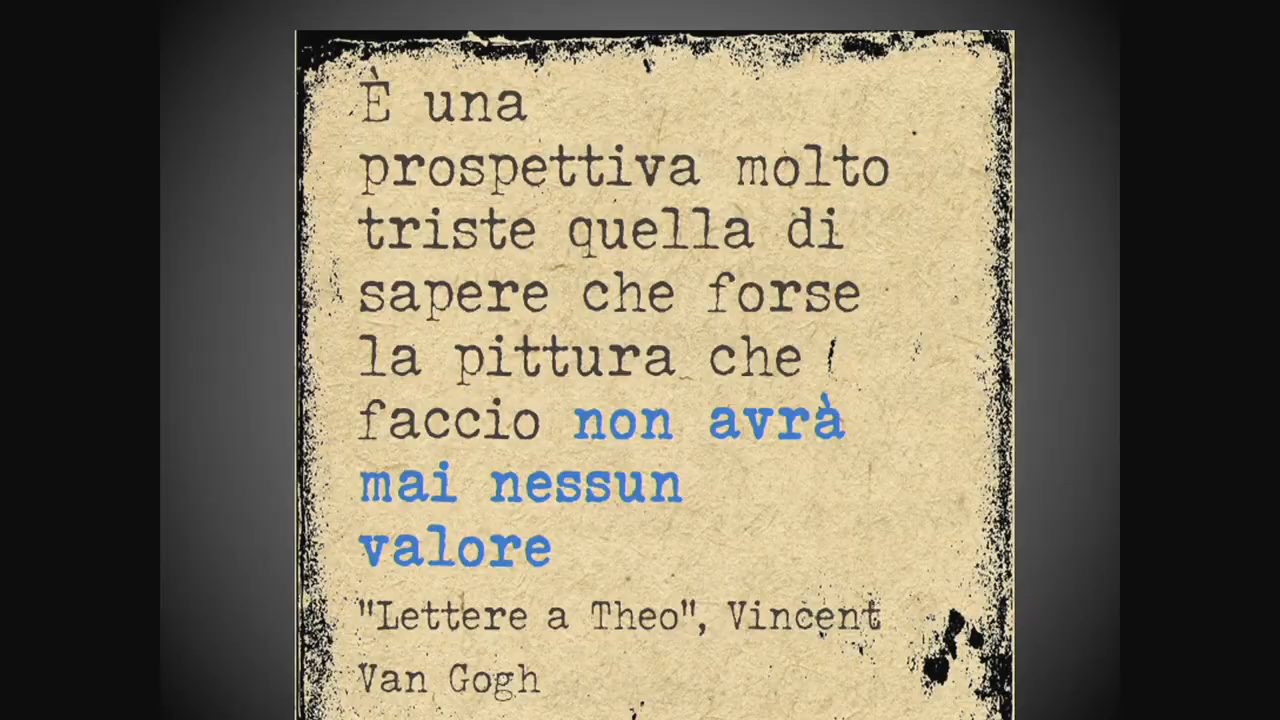 È una
prospettiva molto
triste quella di
sapere che forse
la pittura che
faccio non avrà
mai nessun
valore
"Lettere a Theo", Vincent
Van Gogh